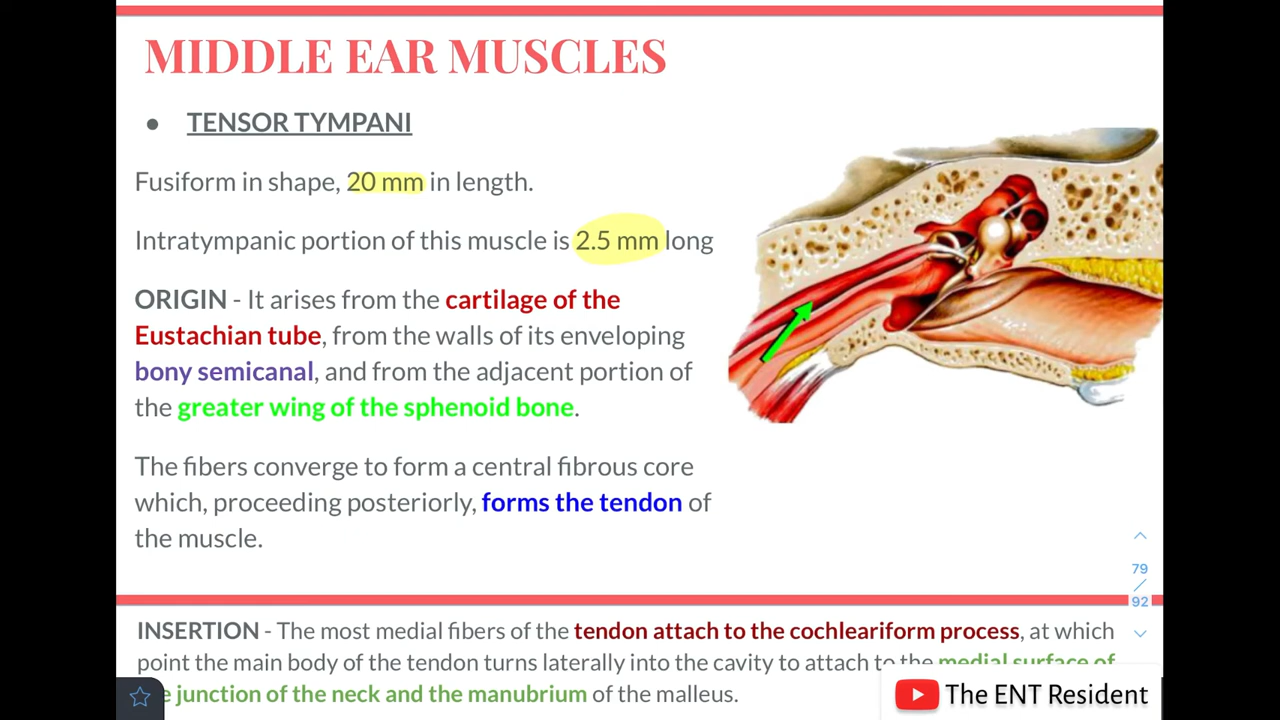 MIDDLE EAR MUSCLES
● TENSOR TYMPANI
Fusiform in shape, 20 mm in length.
Intratympanic portion of this muscle is 2.5 mm long
ORIGIN - It arises from the cartilage of the
Eustachian tube, from the walls of its enveloping
bony semicanal, and from the adjacent portion of
the greater wing of the sphenoid bone.
The fibers converge to form a central fibrous core
which, proceeding posteriorly, forms the tendon of
the muscle.
79
/
92
INSERTION - The most medial fibers of the tendon attach to the cochleariform process, at which
point the main body of the tendon turns laterally into the cavity to attach to the medial surface of
junction of the neck and the manubrium of the malleus.
The ENT Resident